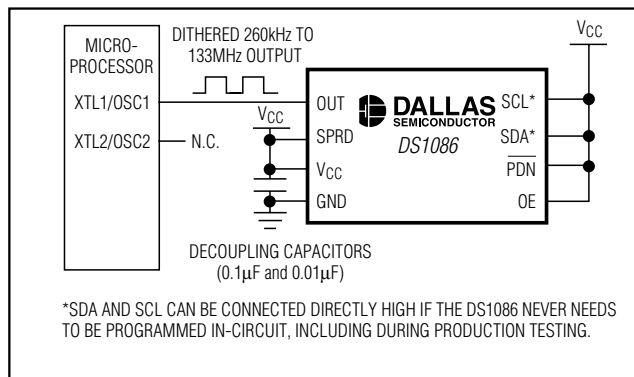 MICRO-
PROCESSOR
XTL1/OSC1
XTL2/OSC2
N.C.
DITHERED 260kHz TO
133MHz OUTPUT
VCC
OUT
SPRD
VCC
GND
DALLAS
SEMICONDUCTOR
DS1086
SCL*
SDA*
PDN
OE
VCC
DECOUPLING CAPACITORS
(0.1µF and 0.01µF)
*SDA AND SCL CAN BE CONNECTED DIRECTLY HIGH IF THE DS1086 NEVER NEEDS
TO BE PROGRAMMED IN-CIRCUIT, INCLUDING DURING PRODUCTION TESTING.